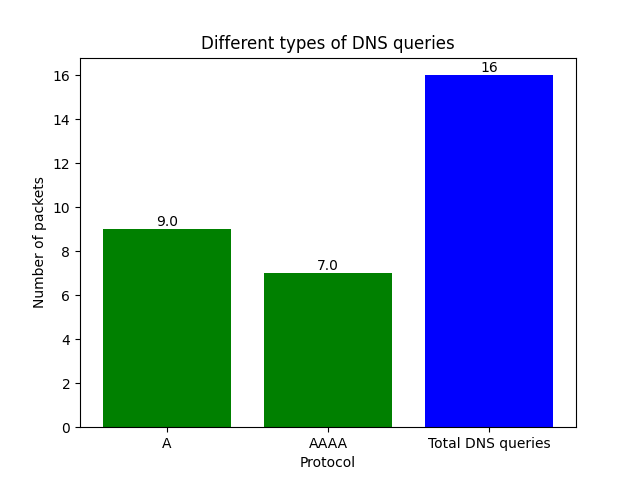 Different types of DNS queries
Number of packets
16
14
12
10
8
6
4
2
0
9.0
7.0
16
A
AAAA
Total DNS queries
Protocol